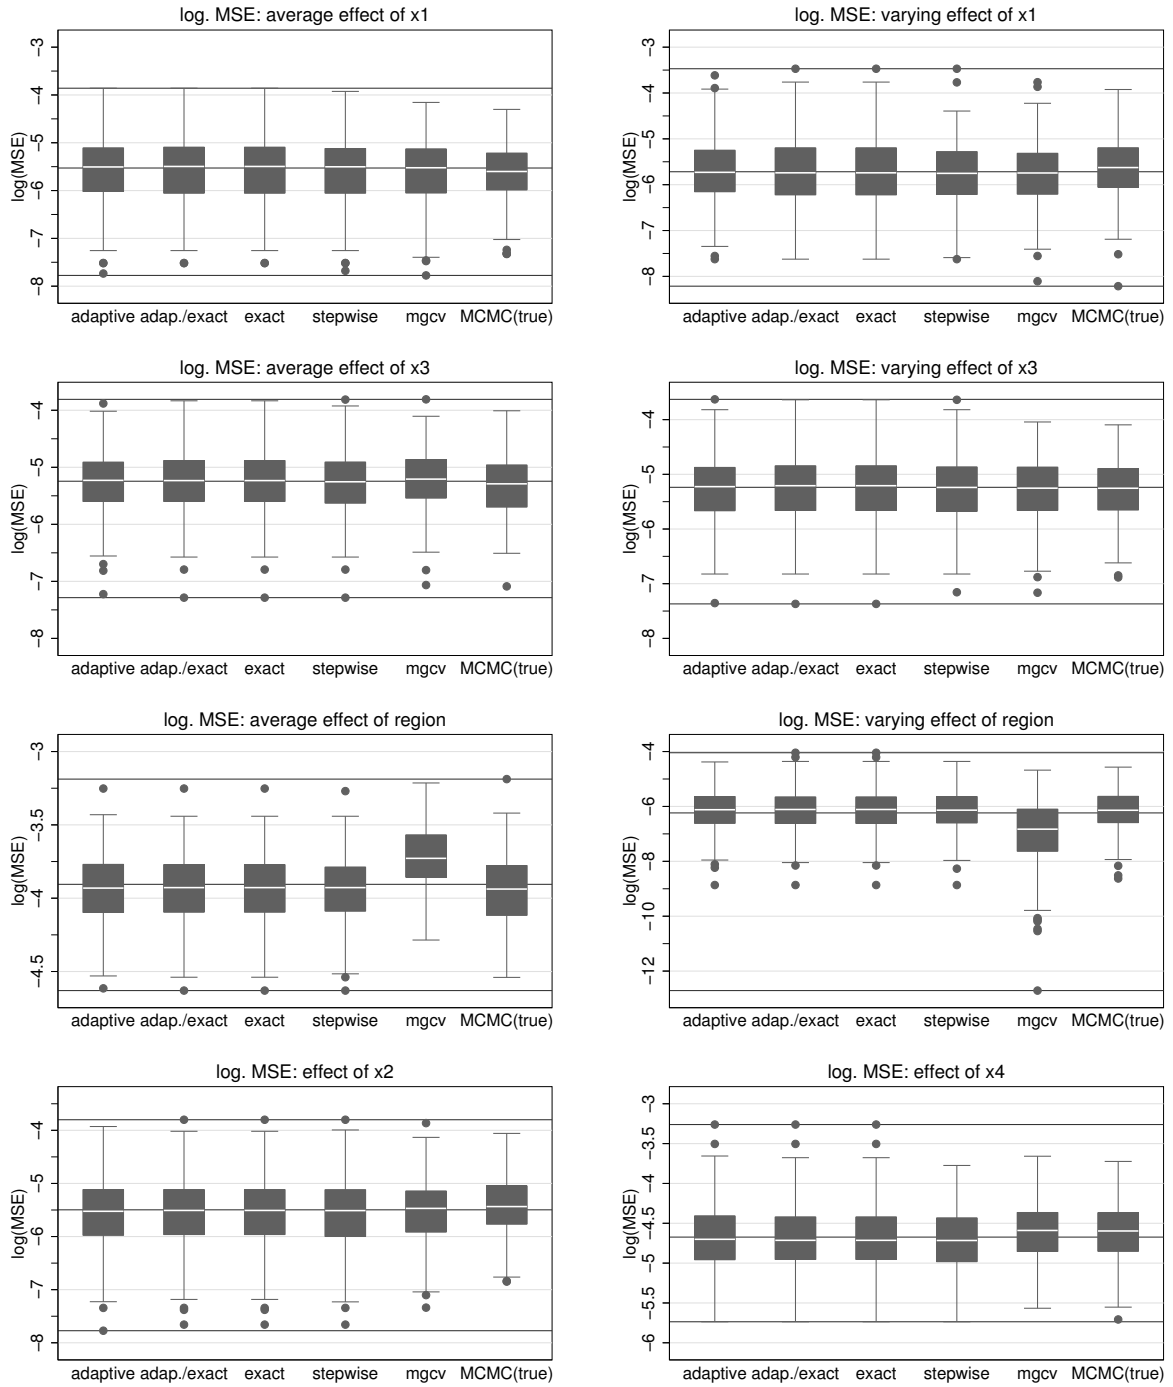 log. MSE: average effect of x1
log(MSE)
−3
−4
−5
−6
−7
−8
adaptive adap./exact exact stepwise mgcv MCMC(true)
log. MSE: varying effect of x1
log(MSE)
−3
−4
−5
−6
−7
−8
adaptive adap./exact exact stepwise mgcv MCMC(true)
log. MSE: average effect of x3
log(MSE)
−4
−5
−6
−7
−8
adaptive adap./exact exact stepwise mgcv MCMC(true)
log. MSE: varying effect of x3
log(MSE)
−4
−5
−6
−7
−8
adaptive adap./exact exact stepwise mgcv MCMC(true)
log. MSE: average effect of region
log(MSE)
−3
−3.5
−4
−4.5
adaptive adap./exact exact stepwise mgcv MCMC(true)
log. MSE: varying effect of region
log(MSE)
−4
−6
−8
−10
−12
adaptive adap./exact exact stepwise mgcv MCMC(true)
log. MSE: effect of x2
log(MSE)
−4
−5
−6
−7
−8
adaptive adap./exact exact stepwise mgcv MCMC(true)
log. MSE: effect of x4
log(MSE)
−3
−3.5
−4
−4.5
−5
−5.5
−6
adaptive adap./exact exact stepwise mgcv MCMC(true)